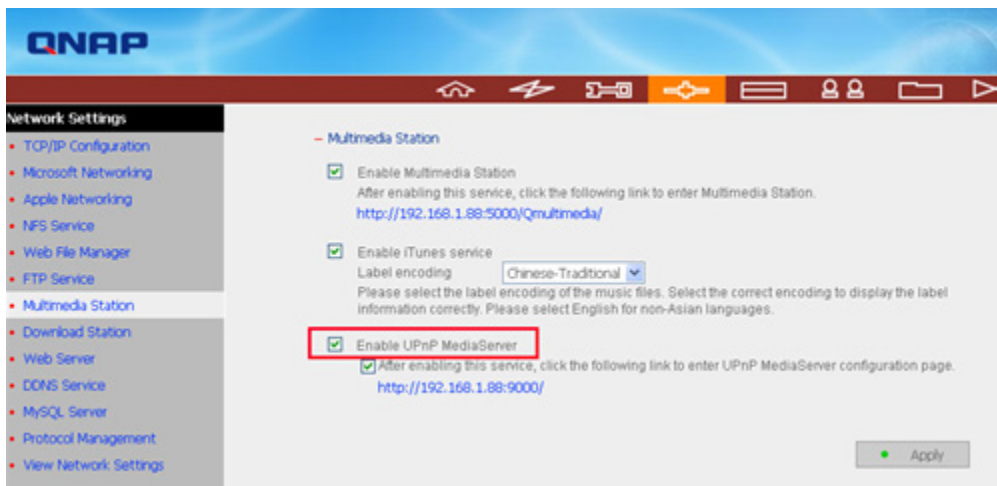 QNAP
Network Settings
TCP/IP Configuration
Microsoft Networking
Apple Networking
NFS Service
Web File Manager
FTP Service
Multimedia Station
Download Station
Web Server
DDNS Service
MySQL Server
Protocol Management
View Network Settings
– Multimedia Station
Enable Multimedia Station
After enabling this service, click the following link to enter Multimedia Station.
http://192.168.1.88:5000/Qmultimedia/
Enable iTunes service
Label encoding Chinese-Traditional
Please select the label encoding of the music files. Select the correct encoding to display the label
information correctly. Please select English for non-Asian languages.
Enable UPnP MediaServer
After enabling this service, click the following link to enter UPnP MediaServer configuration page.
http://192.168.1.88:9000/
Apply